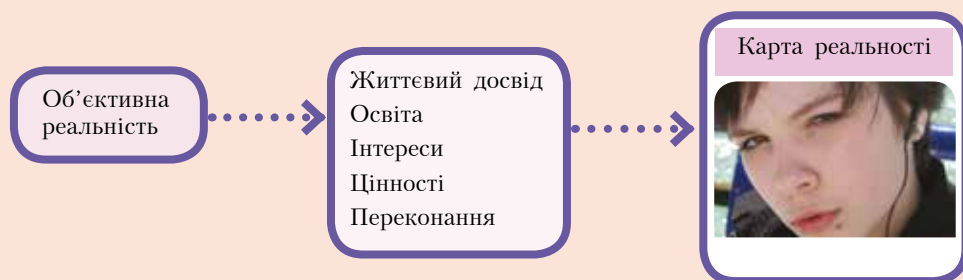 Об’єктивна
реальність
Життєвий досвід
Освіта
Інтереси
Цінності
Переконання
Карта реальності